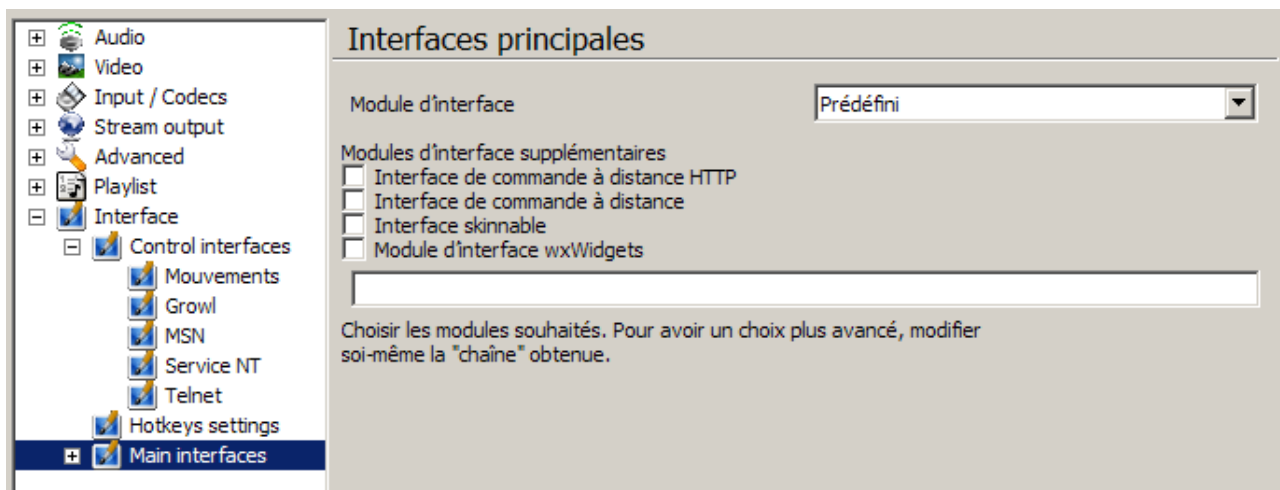 Audio
Video
Input / Codecs
Stream output
Advanced
Playlist
Interface
Control interfaces
Mouvements
Growl
MSN
Service NT
Telnet
Hotkeys settings
Main interfaces
Interfaces principales
Module d'interface
Prédéfini
Modules d'interface supplémentaires
Interface de commande à distance HTTP
Interface de commande à distance
Interface skinnable
Module d'interface wxWidgets
Choisir les modules souhaités. Pour avoir un choix plus avancé, modifier
soi-même la "chaîne" obtenue.